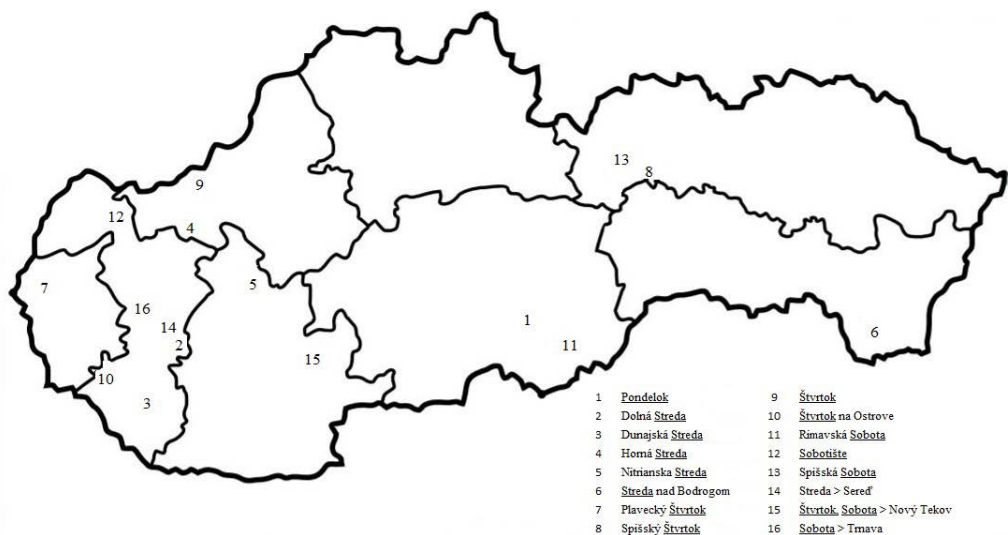 13
8
9
12
4
7
5
16
14
2
1
6
15
11
10
3
1 Pondelok
2 Dolná Streda
3 Dunajská Streda
4 Horná Streda
5 Nitrianska Streda
6 Streda nad Bodrogom
7 Plavecký Štvrtok
8 Spišský Štvrtok
9 Štvrtok
10 Štvrtok na Ostrove
11 Rimavská Sobota
12 Sobotište
13 Spišská Sobota
14 Streda > Sereď
15 Štvrtok, Sobota > Nový Tekov
16 Sobota > Trnava